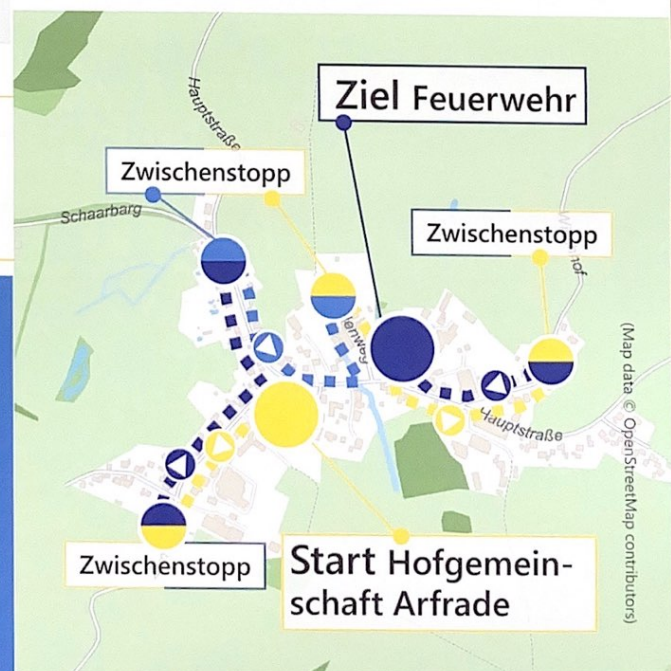 Ziel Feuerwehr
Hauptstraße
Zwischenstopp
Schaarbarg
Zwischenstopp
Hauptstraße
Zwischenstopp
Start Hofgemein-
schaft Arfrade
(Map data © OpenStreetMap contributors)